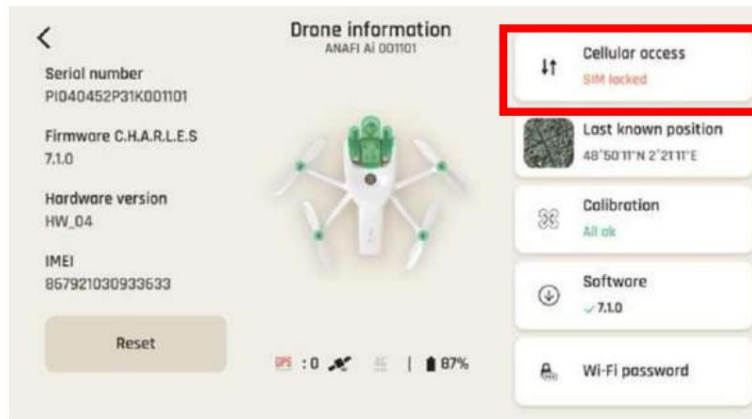 Drone information
ANAFI Ai 001101
Serial number
PI040452P31K001101
Firmware C.H.A.R.L.E.S
7.1.0
Hardware version
HW_04
IMEI
867921030933633
Reset
GPS : 0
4G
87%
Cellular access
SIM locked
Last known position
48°50'11"N 2°21'11"E
Calibration
All ok
Software
7.1.0
Wi-Fi password